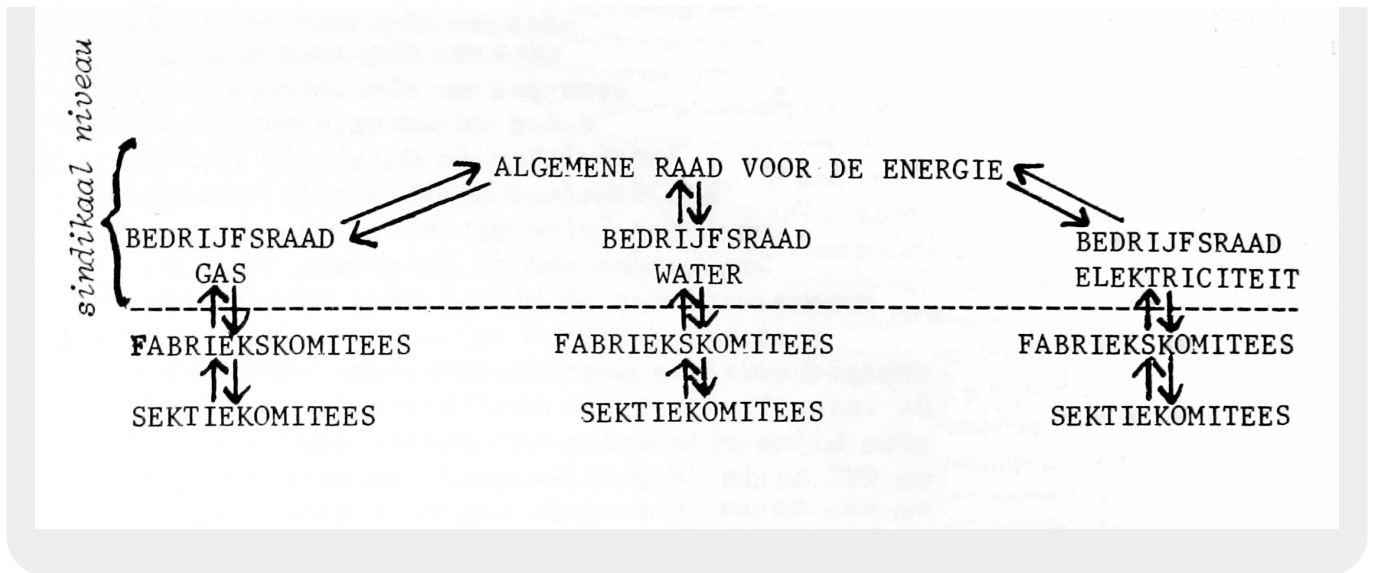 sindikaal niveau
ALGEMENE RAAD VOOR DE ENERGIE
BEDRIJFSRAAD
GAS
BEDRIJFSRAAD
WATER
BEDRIJFSRAAD
ELEKTRICITEIT
FABRIEKSKOMITEES
FABRIEKSKOMITEES
FABRIEKSKOMITEES
SEKTIEKOMITEES
SEKTIEKOMITEES
SEKTIEKOMITEES